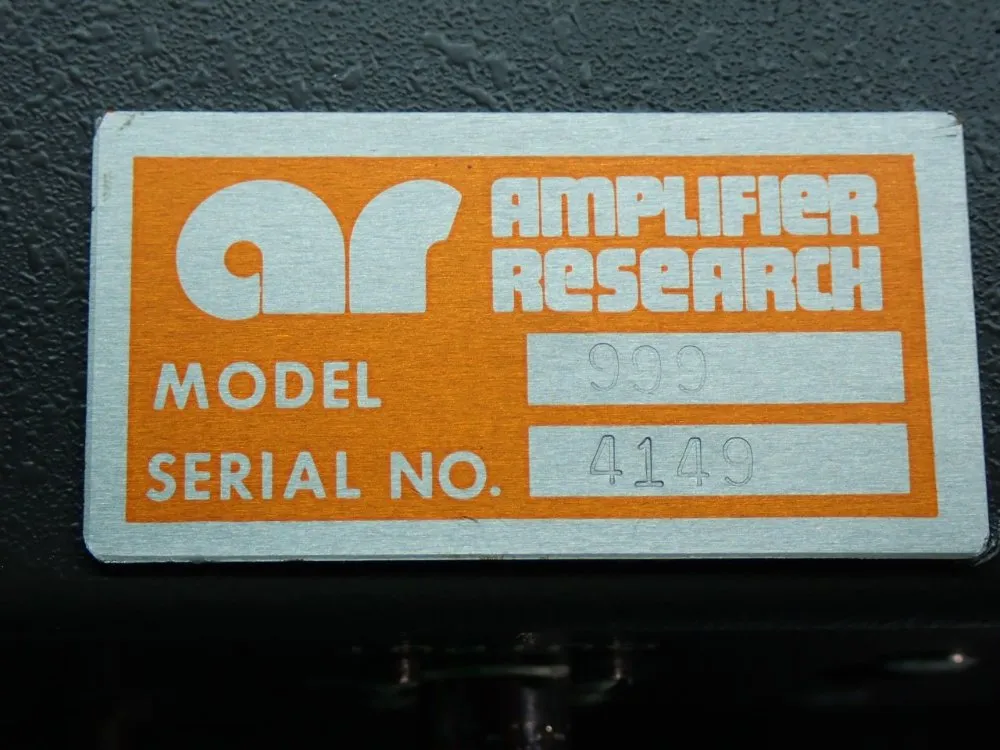 ar AMPLIFIER
RESEARCH
MODEL 999
SERIAL NO. 4149